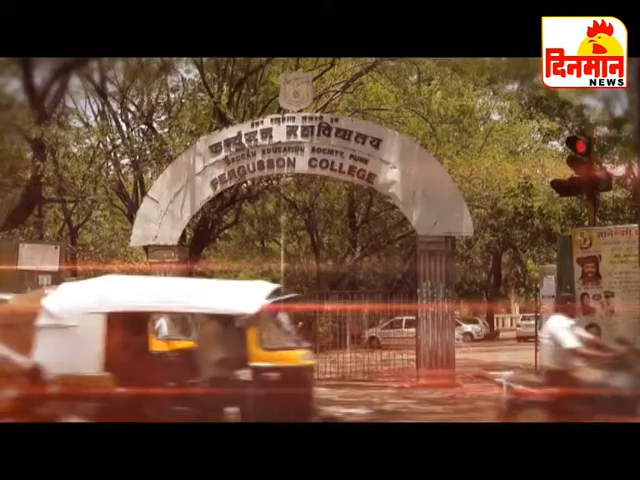 दिनमान
NEWS
फर्ग्युसन महाविद्यालय
DECCAN EDUCATION SOCIETY, PUNE
FERGUSSON COLLEGE